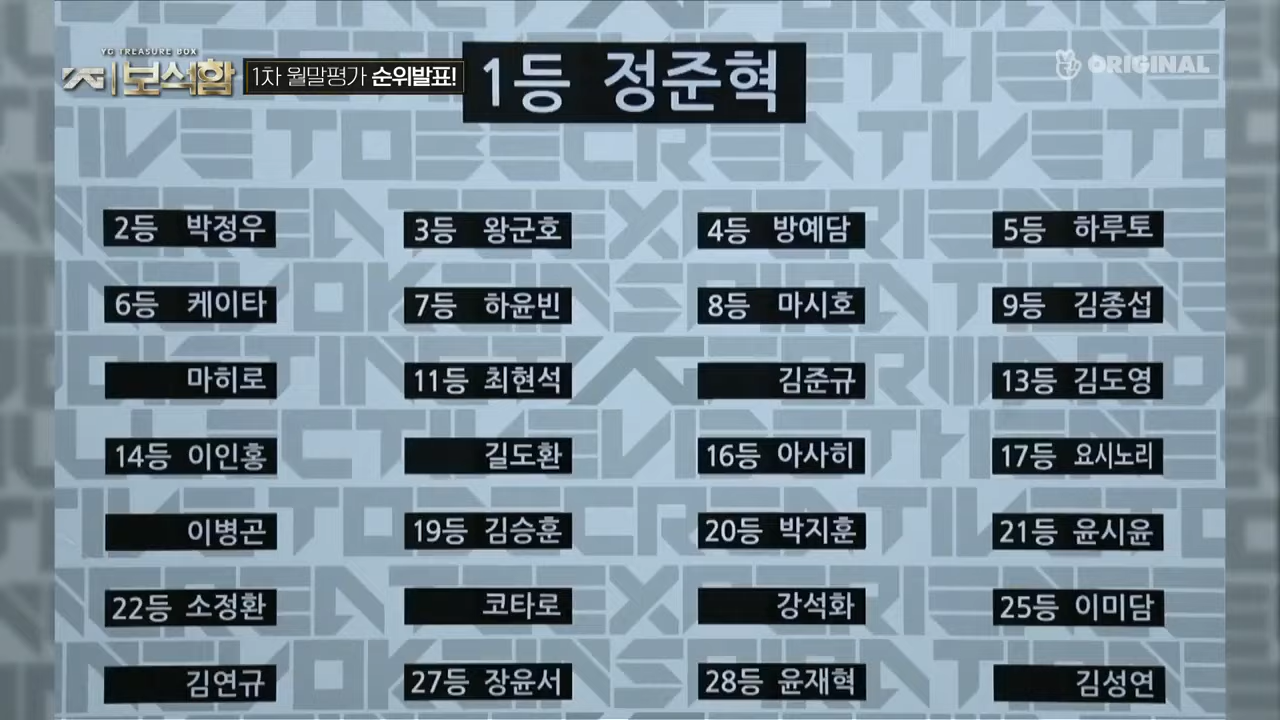 YG TREASURE BOX
YG보석함
1차 월말평가 순위발표!
ORIGINAL
1등 정준혁
2등 박정우 3등 왕군호 4등 방예담 5등 하루토
6등 케이타 7등 하윤빈 8등 마시호 9등 김종섭
마히로 11등 최현석 김준규 13등 김도영
14등 이인홍 길도환 16등 아사히 17등 요시노리
이병곤 19등 김승훈 20등 박지훈 21등 윤시윤
22등 소정환 코타로 강석화 25등 이미담
김연규 27등 장윤서 28등 윤재혁 김성연